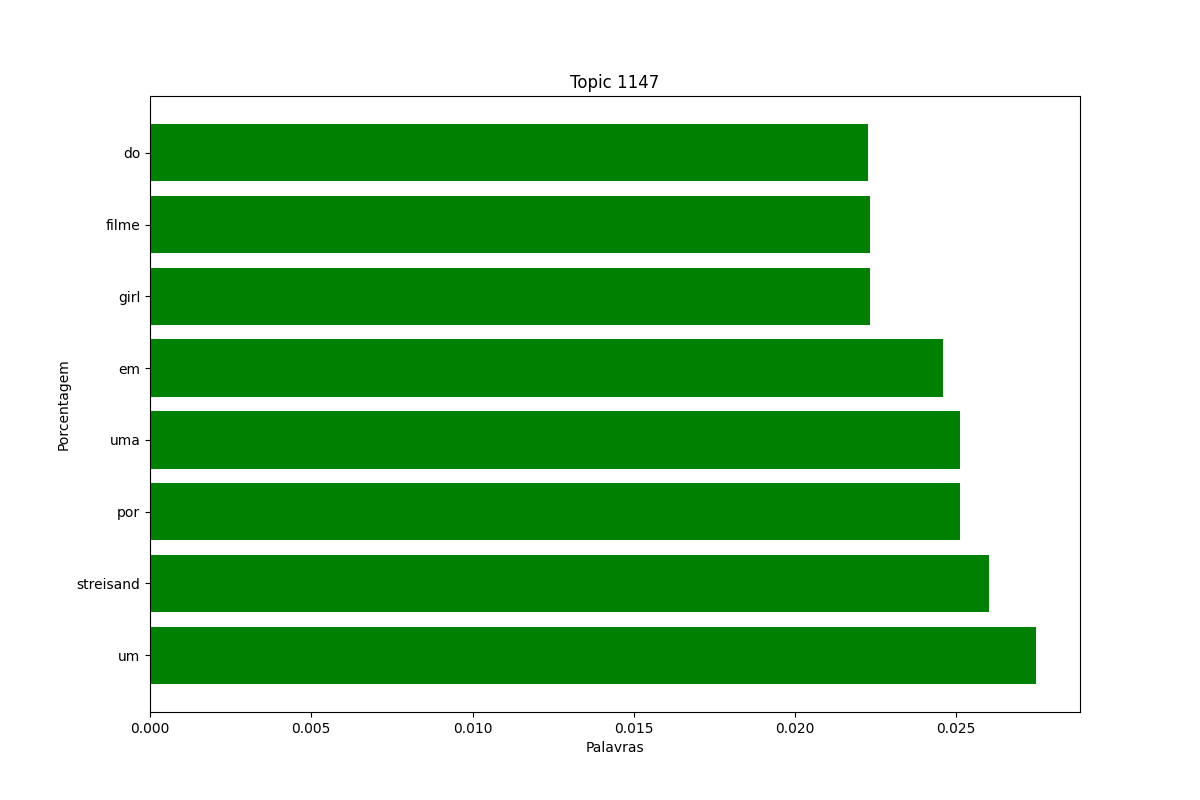 Topic 1147
do
filme
girl
em
uma
por
streisand
um
Porcentagem
0.000 0.005 0.010 0.015 0.020 0.025
Palavras